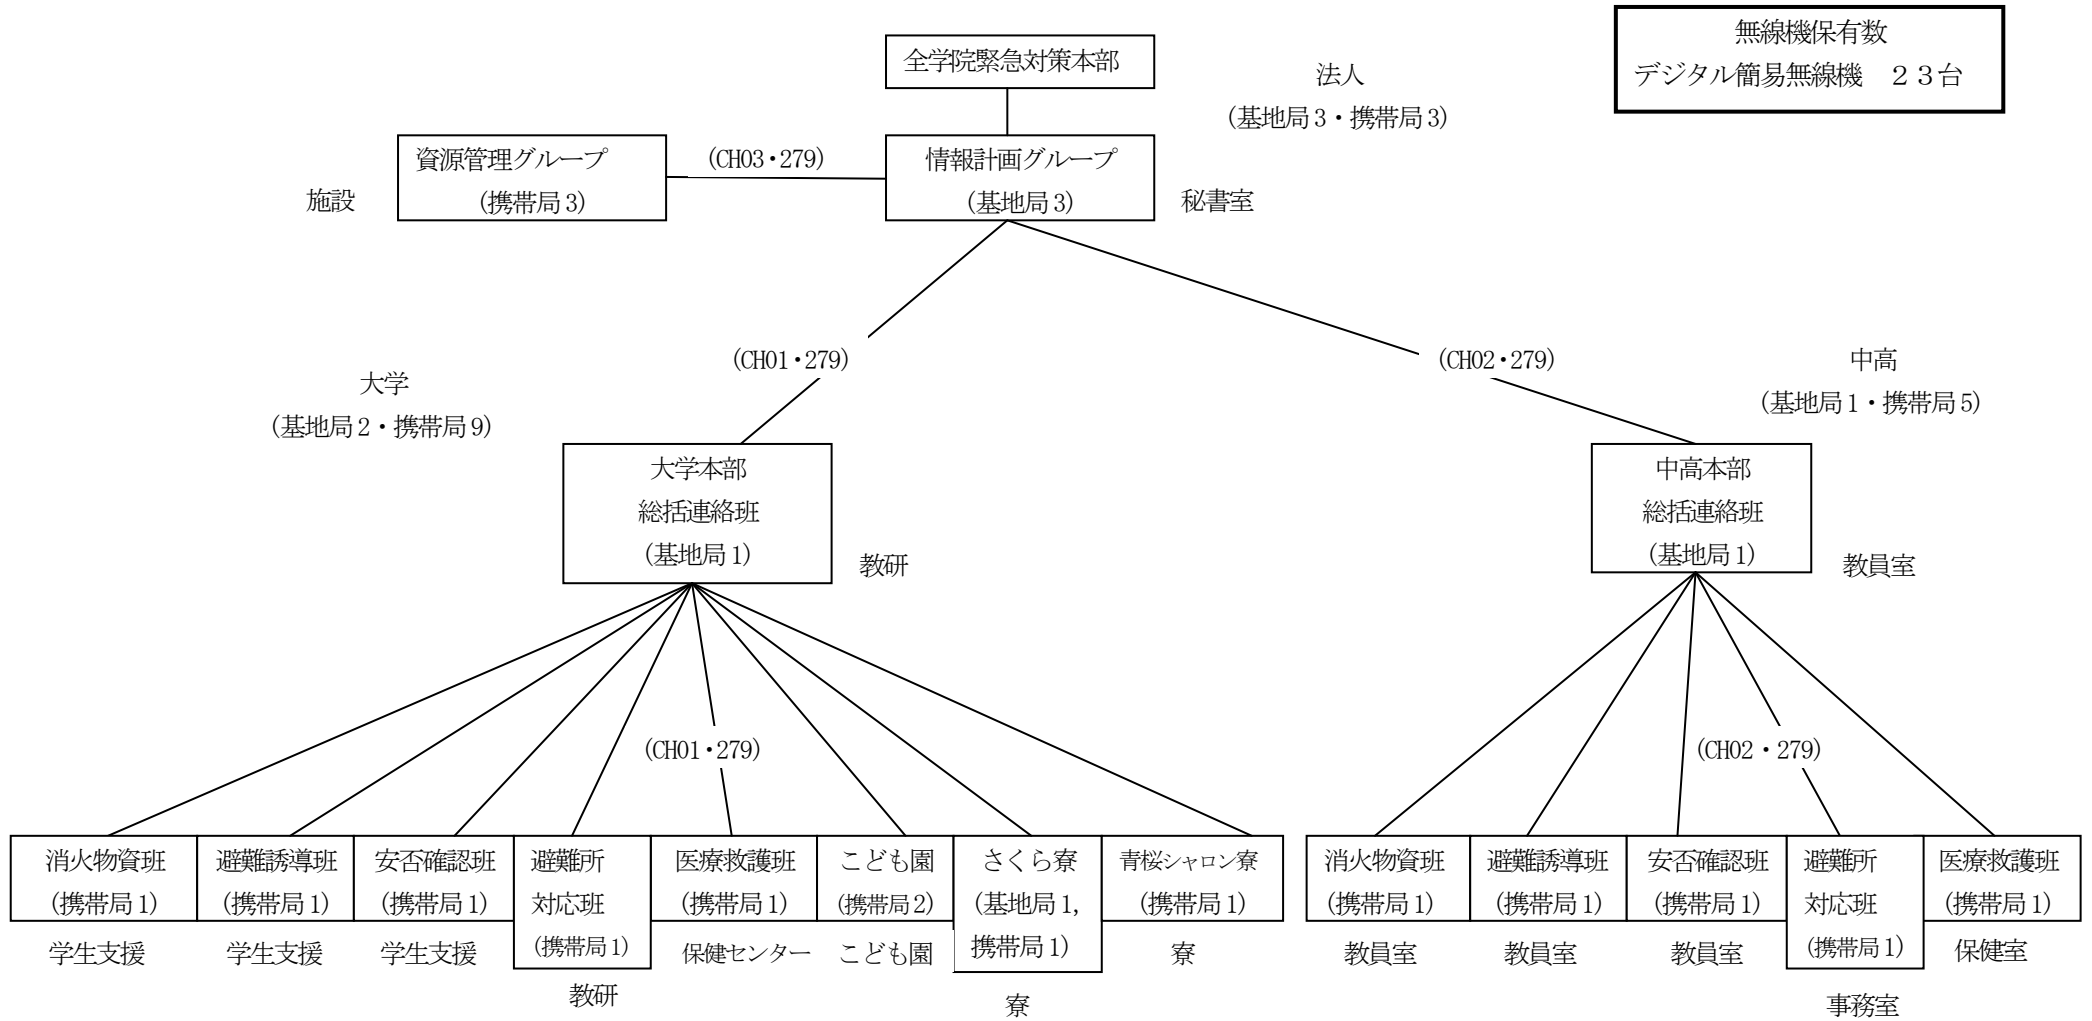 無線機保有数
デジタル簡易無線機　２３台
全学院緊急対策本部
法人
(基地局3・携帯局3)
資源管理グループ
(携帯局3)
施設
(CH03・279)
情報計画グループ
(基地局3)
秘書室
(CH01・279)
(CH02・279)
大学
(基地局2・携帯局9)
中高
(基地局1・携帯局5)
大学本部
総括連絡班
(基地局1)
教研
中高本部
総括連絡班
(基地局1)
教員室
(CH01・279)
(CH02・279)
消火物資班
(携帯局1)
学生支援
避難誘導班
(携帯局1)
学生支援
安否確認班
(携帯局1)
学生支援
避難所
対応班
(携帯局1)
教研
医療救護班
(携帯局1)
保健センター
こども園
(携帯局2)
こども園
さくら寮
(基地局1,
携帯局1)
寮
青桜シャロン寮
(携帯局1)
寮
消火物資班
(携帯局1)
教員室
避難誘導班
(携帯局1)
教員室
安否確認班
(携帯局1)
教員室
避難所
対応班
(携帯局1)
事務室
医療救護班
(携帯局1)
保健室